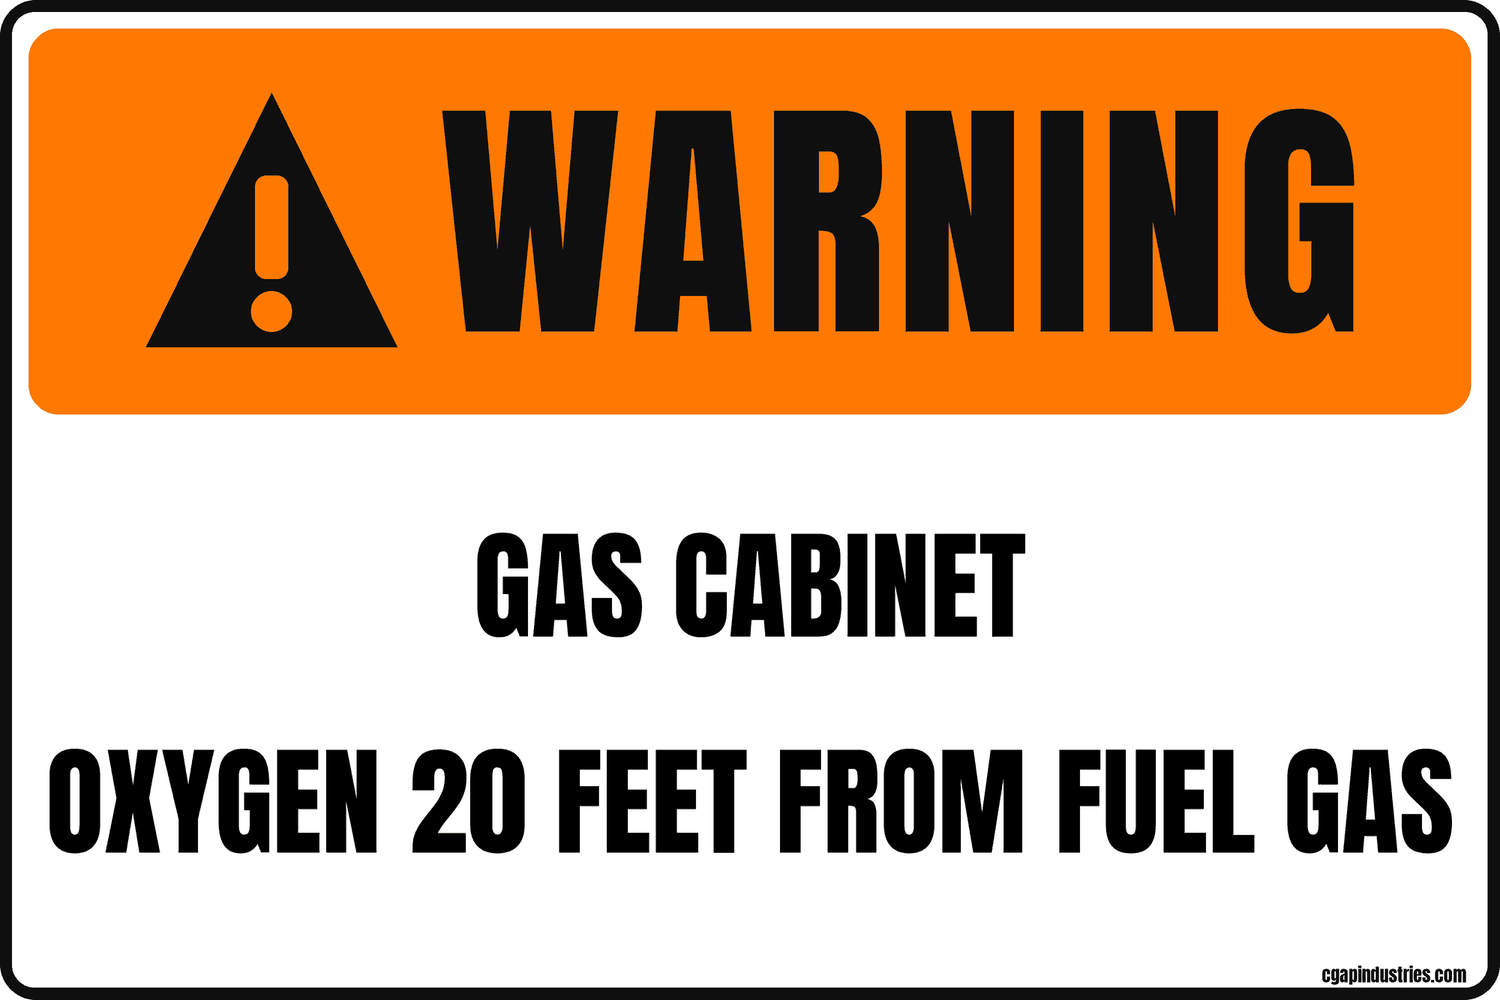 WARNING
GAS CABINET
OXYGEN 20 FEET FROM FUEL GAS
cgapindustries.com